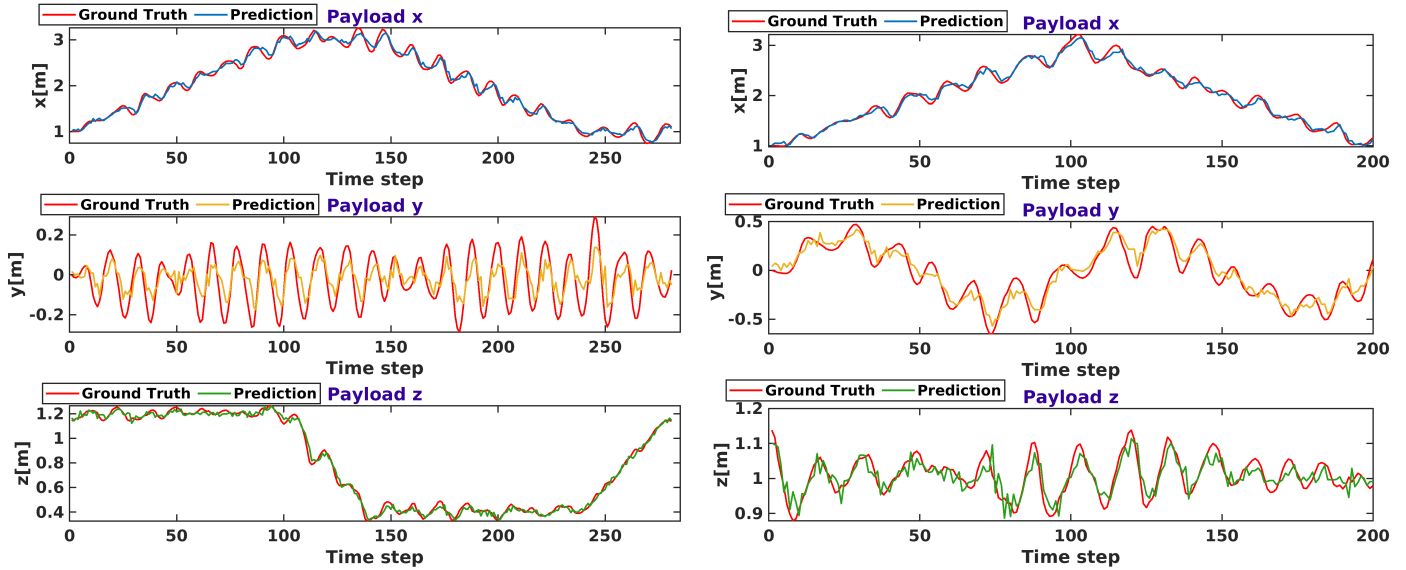 Ground Truth Prediction Payload x
x[m]
3
2
1
0 50 100 150 200 250
Time step
Ground Truth Prediction Payload y
y[m]
0.2
0
-0.2
0 50 100 150 200 250
Time step
Ground Truth Prediction Payload z
z[m]
1.2
1
0.8
0.6
0.4
0 50 100 150 200 250
Time step
Ground Truth Prediction Payload x
x[m]
3
2
1
0 50 100 150 200
Time step
Ground Truth Prediction Payload y
y[m]
0.5
0
-0.5
0 50 100 150 200
Time step
Ground Truth Prediction Payload z
z[m]
1.2
1.1
1.0
0.9
0 50 100 150 200
Time step